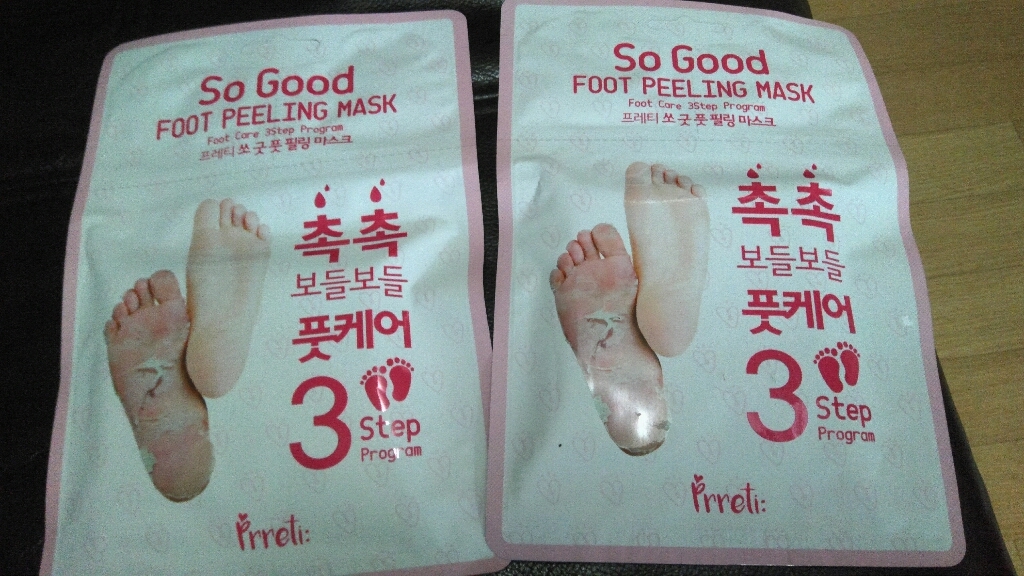 So Good
FOOT PEELING MASK
Foot Care 3Step Program
프레티 쏘 굿 풋 필링 마스크
촉촉
보들보들
풋케어
3 Step
Program
Prreti:
So Good
FOOT PEELING MASK
Foot Care 3Step Program
프레티 쏘 굿 풋 필링 마스크
촉촉
보들보들
풋케어
3 Step
Program
Prreti: